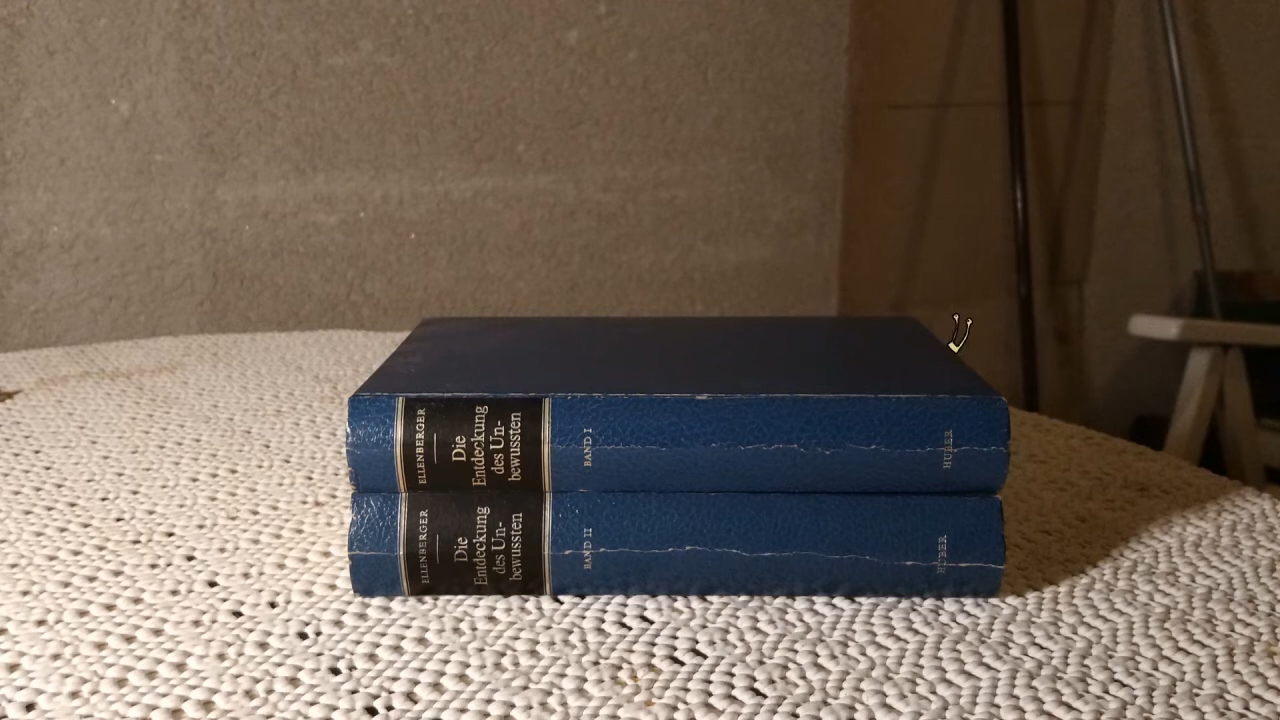 ELLENBERGER
Die
Entdeckung
des Un-
bewussten
BAND I
HUBER
ELLENBERGER
Die
Entdeckung
des Un-
bewussten
BAND II
HUBER